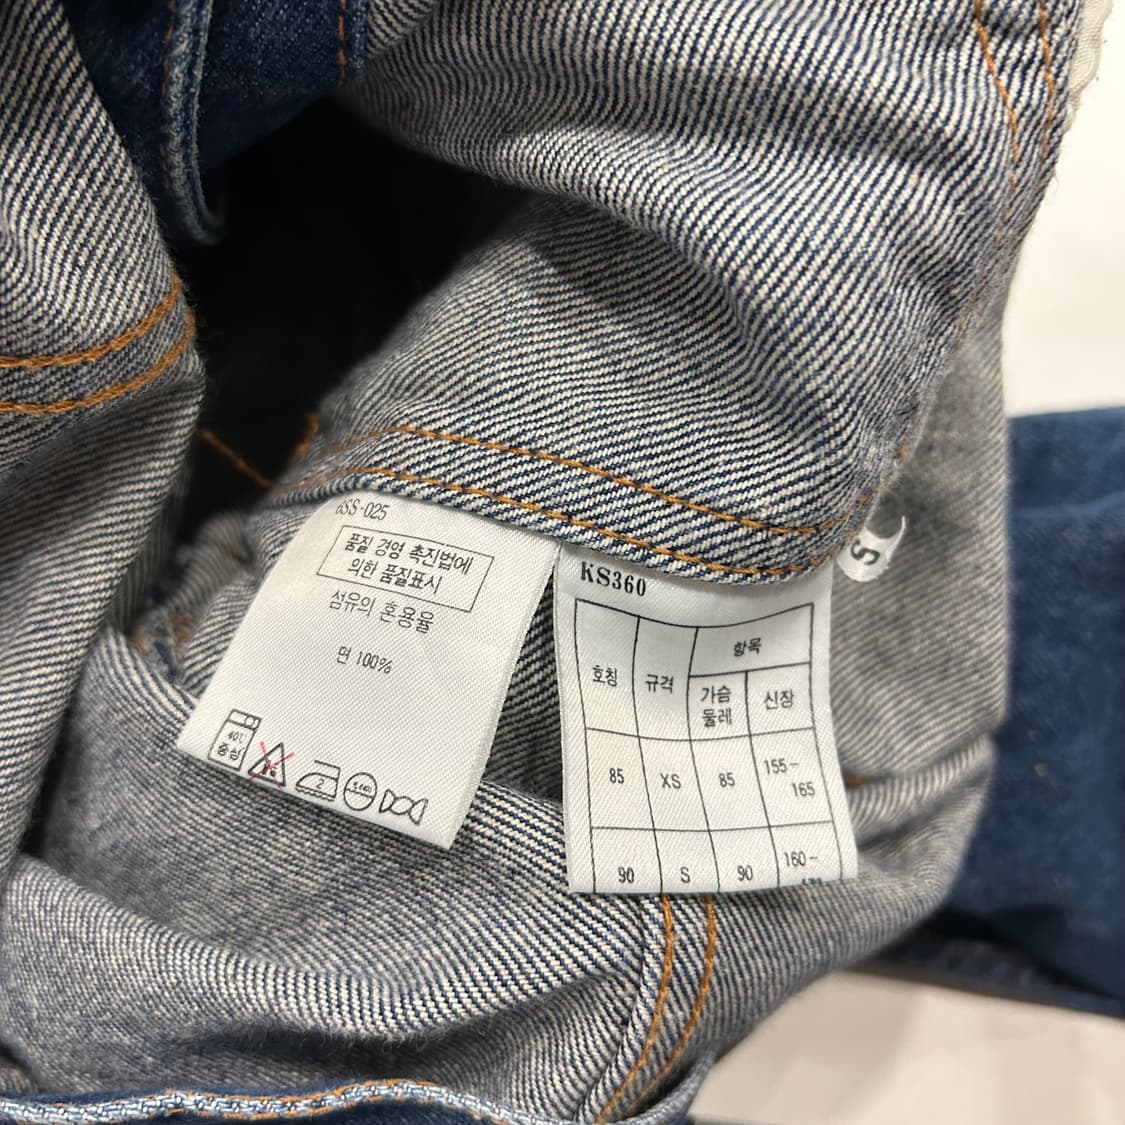 6SS-025
품질 경영 촉진법에
의한 품질표시
섬유의 혼용율
면 100%
40℃
중성
2
KS360
호칭 규격 항목
가슴
둘레 신장
85 XS 85 155-
165
90 S 90 160-
S